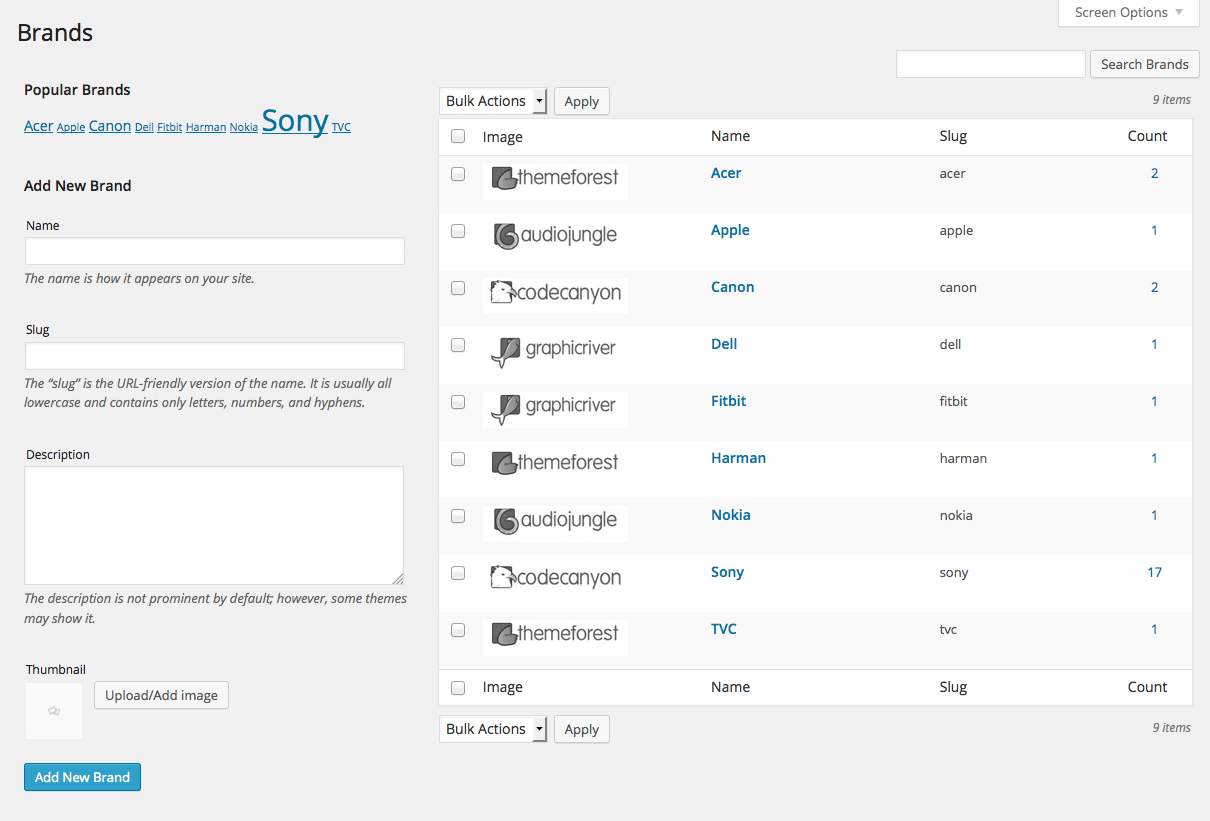 Screen Options
Brands
Search Brands
Popular Brands
Acer Apple Canon Dell Fitbit Harman Nokia Sony TVC
Add New Brand
Name
The name is how it appears on your site.
Slug
The “slug” is the URL-friendly version of the name. It is usually all
lowercase and contains only letters, numbers, and hyphens.
Description
The description is not prominent by default; however, some themes
may show it.
Thumbnail
Upload/Add image
Add New Brand
Bulk Actions Apply 9 items
Image Name Slug Count
themeforest Acer acer 2
audiojungle Apple apple 1
codecanyon Canon canon 2
graphicriver Dell dell 1
graphicriver Fitbit fitbit 1
themeforest Harman harman 1
audiojungle Nokia nokia 1
codecanyon Sony sony 17
themeforest TVC tvc 1
Image Name Slug Count
Bulk Actions Apply 9 items